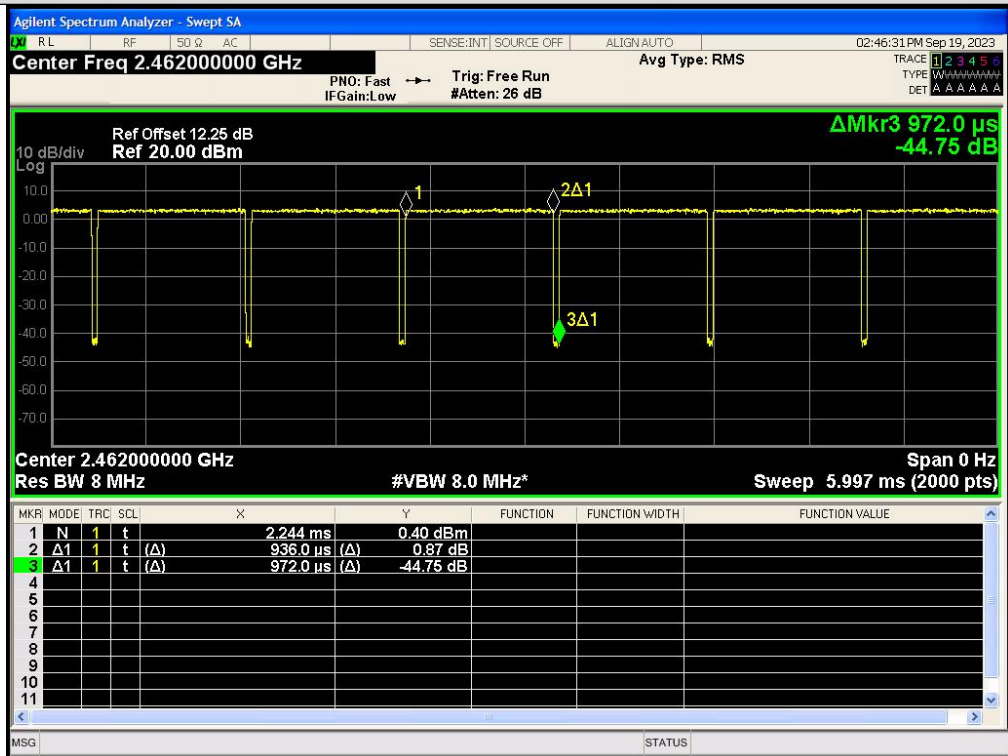 Agilent Spectrum Analyzer - Swept SA
LXI RL RF 50 Ω AC SENSE:INT SOURCE OFF ALIGN AUTO 02:46:31 PM Sep 19, 2023
Center Freq 2.462000000 GHz Avg Type: RMS TRACE 1 2 3 4 5 6
PNO: Fast Trig: Free Run TYPE W
IFGain:Low #Atten: 26 dB DET A A A A A A
ΔMkr3 972.0 µs
Ref Offset 12.25 dB
10 dB/div Ref 20.00 dBm -44.75 dB
Log
10.0
0.00
-10.0
-20.0
-30.0
-40.0
-50.0
-60.0
-70.0
1 2Δ1
3Δ1
Center 2.462000000 GHz Span 0 Hz
Res BW 8 MHz #VBW 8.0 MHz* Sweep 5.997 ms (2000 pts)
MKR MODE TRC SCL X Y FUNCTION FUNCTION WIDTH FUNCTION VALUE
1 N 1 t 2.244 ms 0.40 dBm
2 Δ1 1 t (Δ) 936.0 µs (Δ) 0.87 dB
3 Δ1 1 t (Δ) 972.0 µs (Δ) -44.75 dB
4
5
6
7
8
9
10
11
MSG STATUS